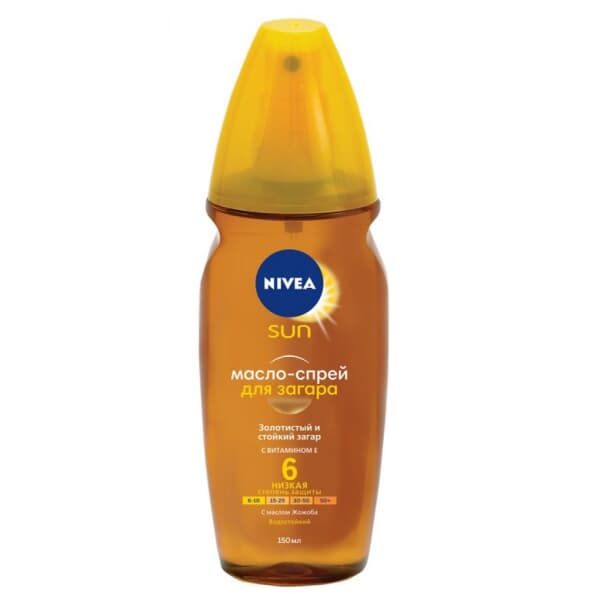 NIVEA
sun
масло-спрей
для загара
Золотистый и
стойкий загар
С ВИТАМИНОМ Е
6
НИЗКАЯ
степень защиты
6-10 15-25 30-50 50+
С маслом Жожоба
Водостойкий
150 мл